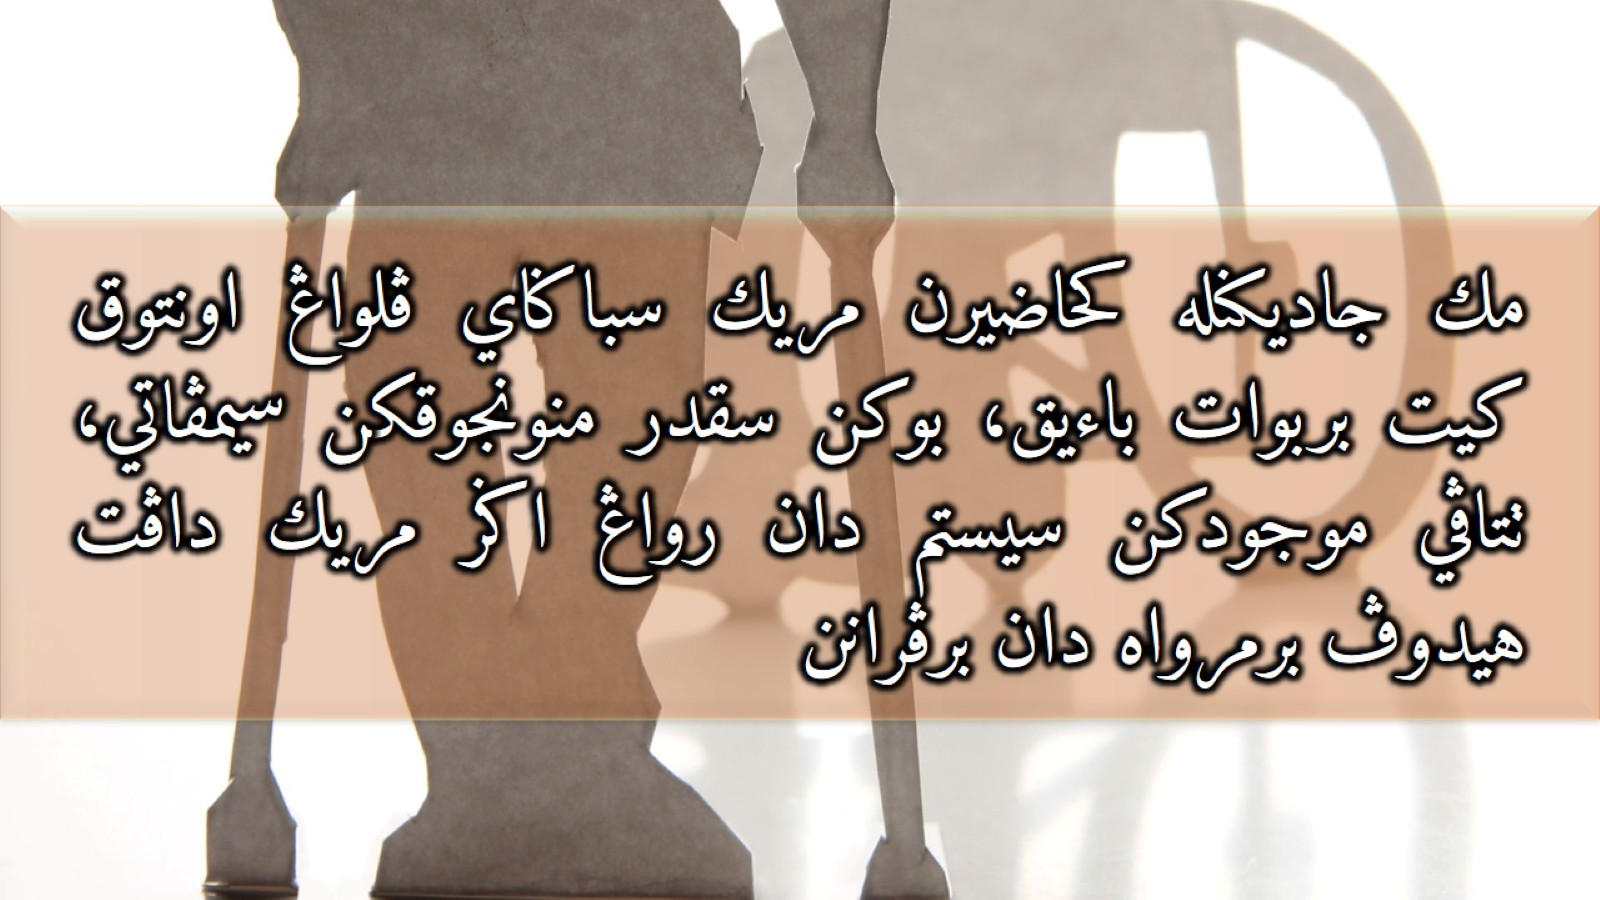 مك جاديكنله كحاضيرن مريك سباݢاي ڤلواڠ اونتوق
كيت بربوات باءيق، بوكن سقدر منونجوقكن سيمڤاتي،
تتاڤي موجودكن سيستم دان رواڠ اݢر مريك داڤت
هيدوڤ برمرواه دان برڤرانن